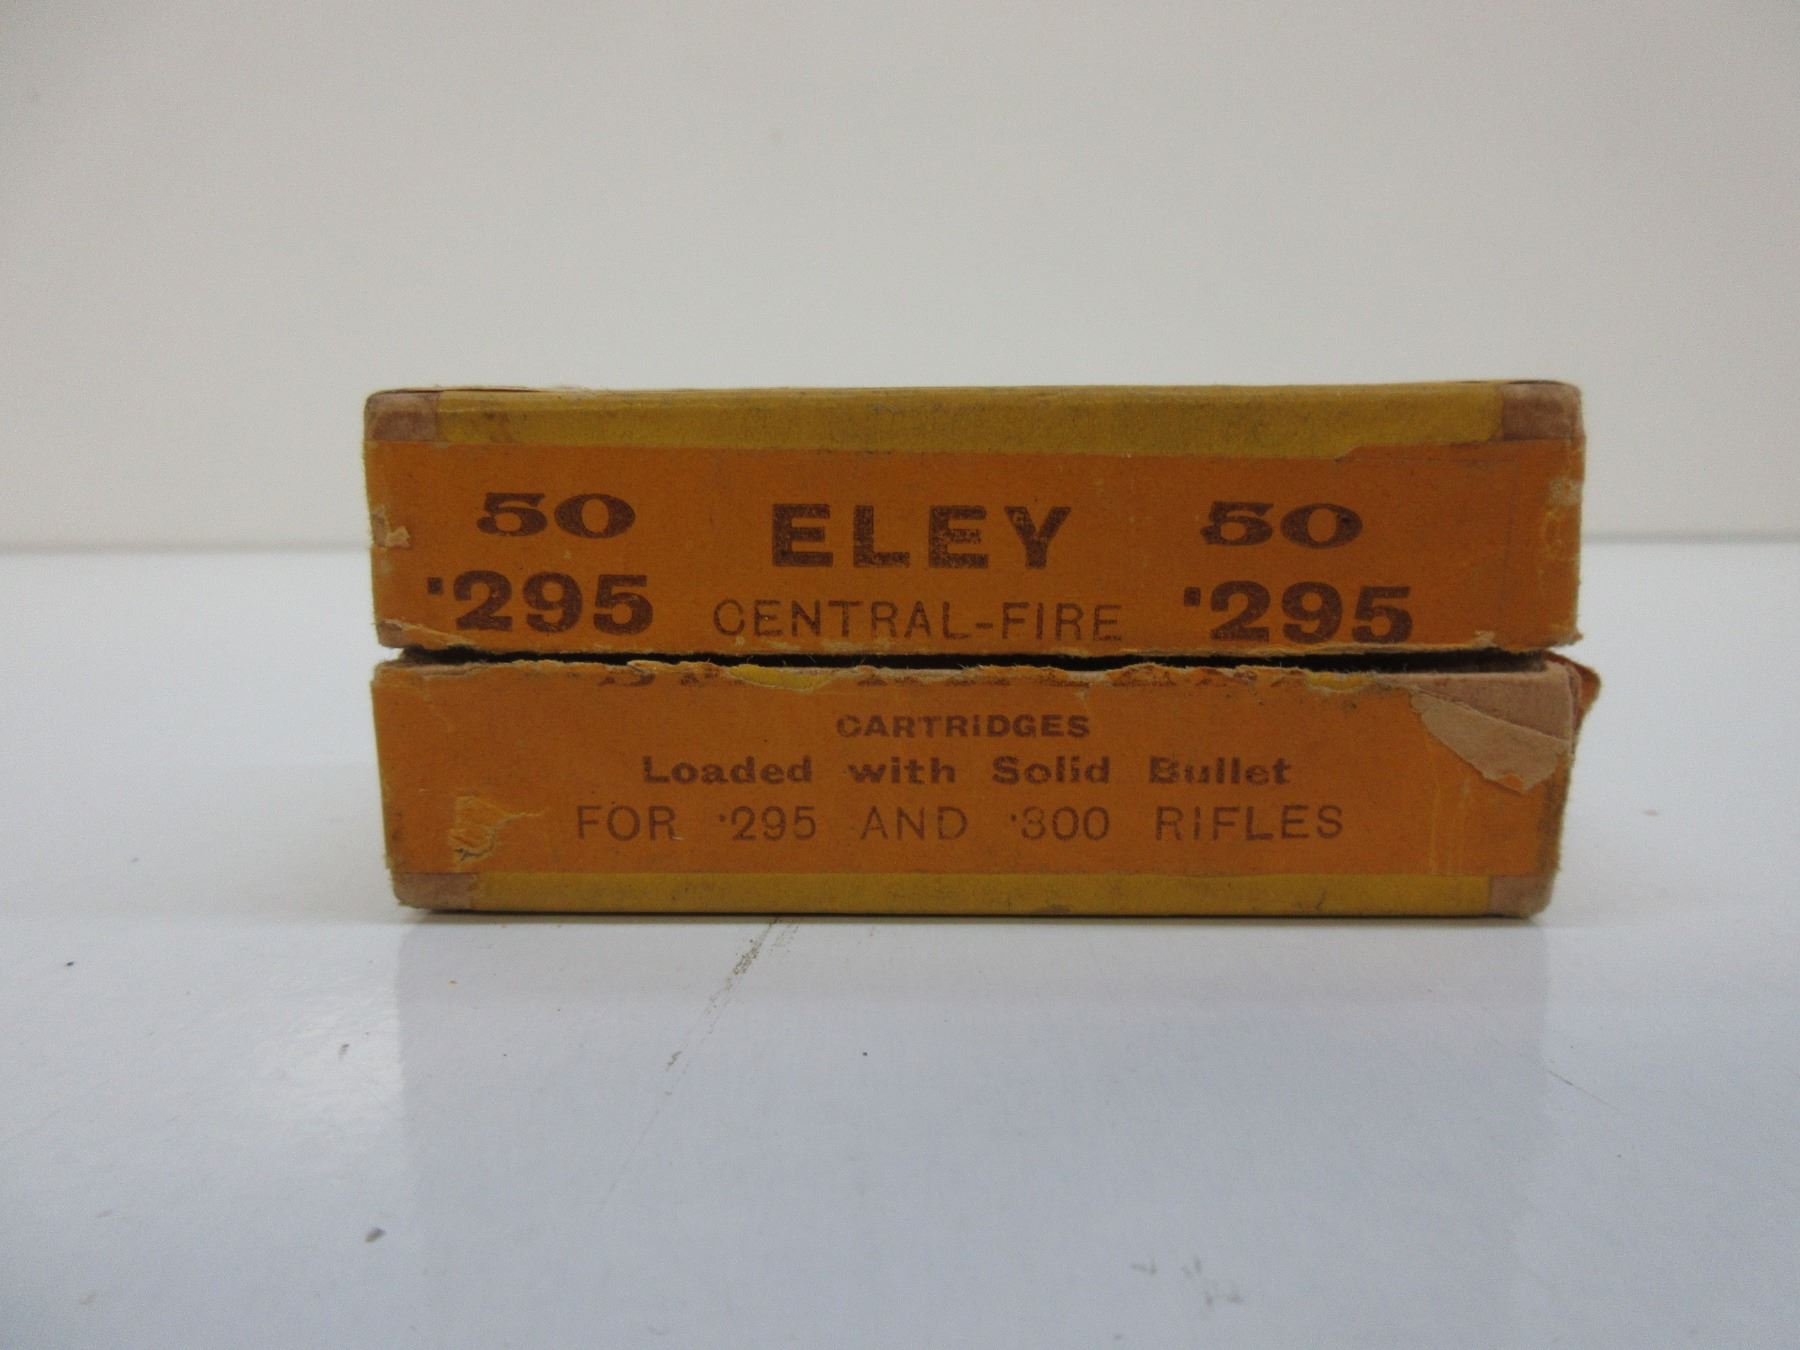 50 ELEY 50
·295 CENTRAL-FIRE ·295
CARTRIDGES
Loaded with Solid Bullet
FOR ·295 AND ·300 RIFLES